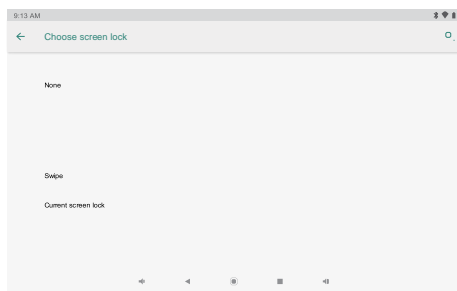 9:13 AM
Choose screen lock
None
Swipe
Current screen lock